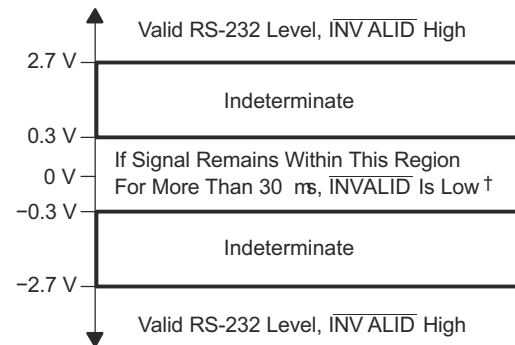 Valid RS-232 Level, INV ALID High
2.7 V
Indeterminate
0.3 V
If Signal Remains Within This Region
0 V
For More Than 30 ms, INVALID Is Low †
−0.3 V
Indeterminate
−2.7 V
Valid RS-232 Level, INV ALID High